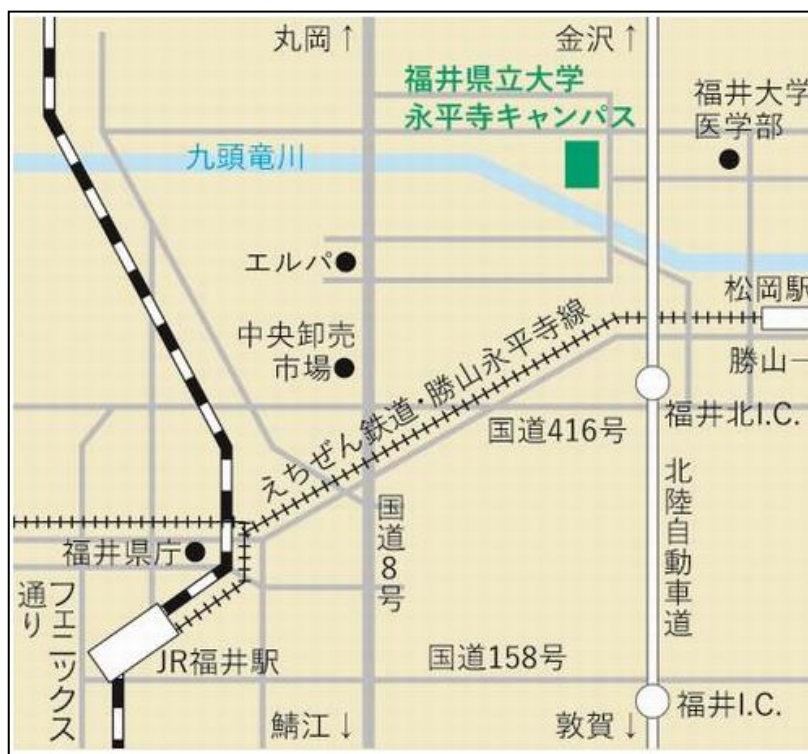 丸岡↑
金沢↑
福井県立大学
永平寺キャンパス
福井大学
医学部
九頭竜川
エルパ
松岡駅
中央卸売
市場
勝山
えちぜん鉄道・勝山永平寺線
福井北I.C.
国道416号
北陸自動車道
国道8号
福井県庁
フェニックス
通り
JR福井駅
国道158号
鯖江↓
敦賀↓
福井I.C.